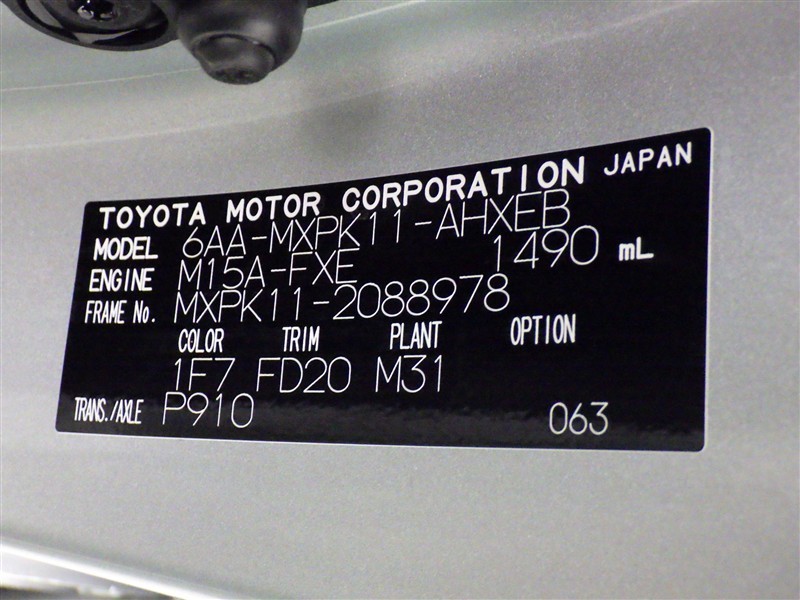 TOYOTA MOTOR CORPORATION JAPAN
MODEL 6AA-MXPK11-AHXEB
ENGINE M15A-FXE 1490 mL
FRAME No. MXPK11-2088978
COLOR TRIM PLANT OPTION
1F7 FD20 M31
TRANS./AXLE P910 063